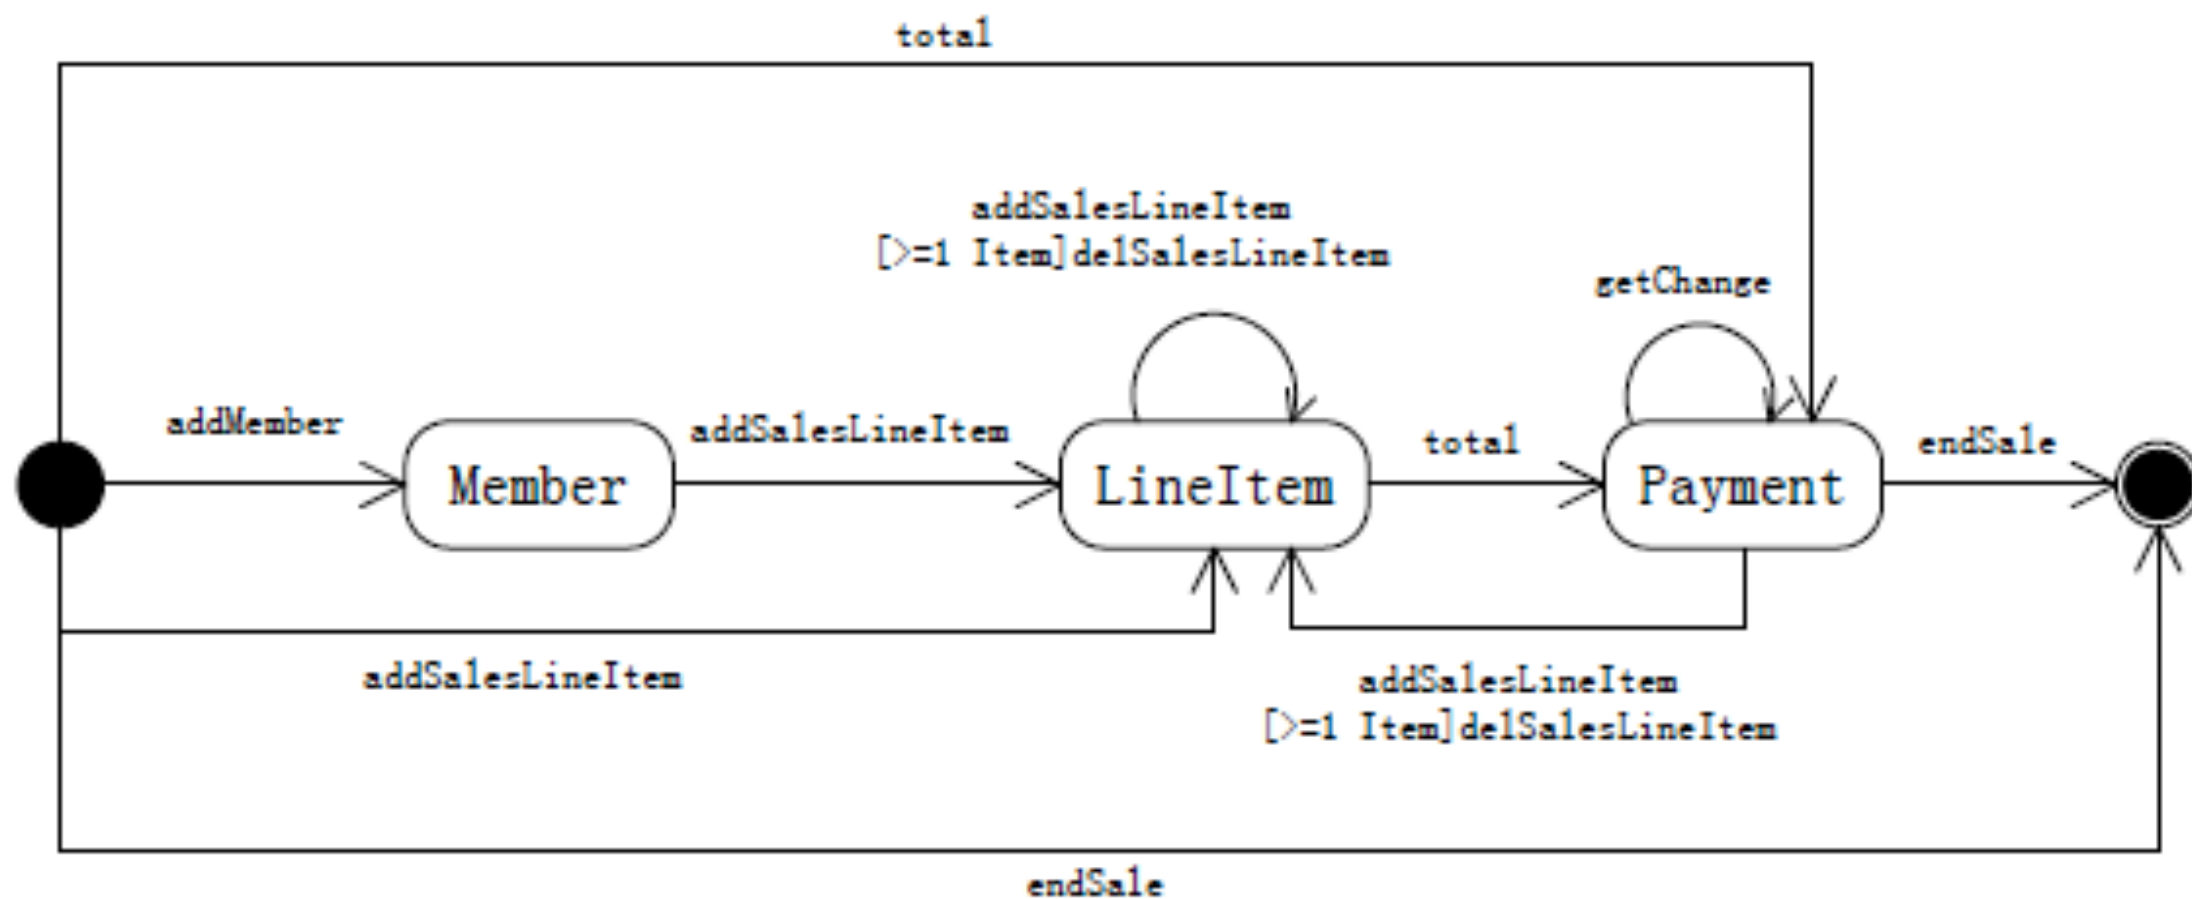 total
addSalesLineItem
[>=1 Item]delSalesLineItem
getChange
addMember
addSalesLineItem
total
endSale
Member
LineItem
Payment
addSalesLineItem
addSalesLineItem
[>=1 Item]delSalesLineItem
endSale